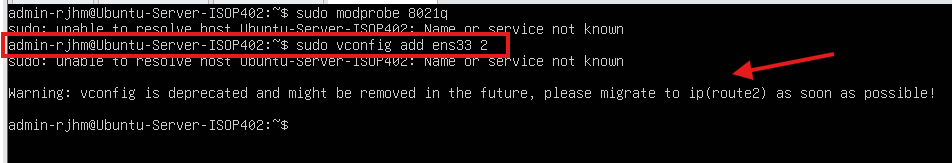 admin-rjhm@Ubuntu-Server-ISOP402:~$ sudo modprobe 8021q
sudo: unable to resolve host Ubuntu-Server-ISOP402: Name or service not known
admin-rjhm@Ubuntu-Server-ISOP402:~$ sudo vconfig add ens33 2
sudo: unable to resolve host Ubuntu-Server-ISOP402: Name or service not known
Warning: vconfig is deprecated and might be removed in the future, please migrate to ip(route2) as soon as possible!
admin-rjhm@Ubuntu-Server-ISOP402:~$